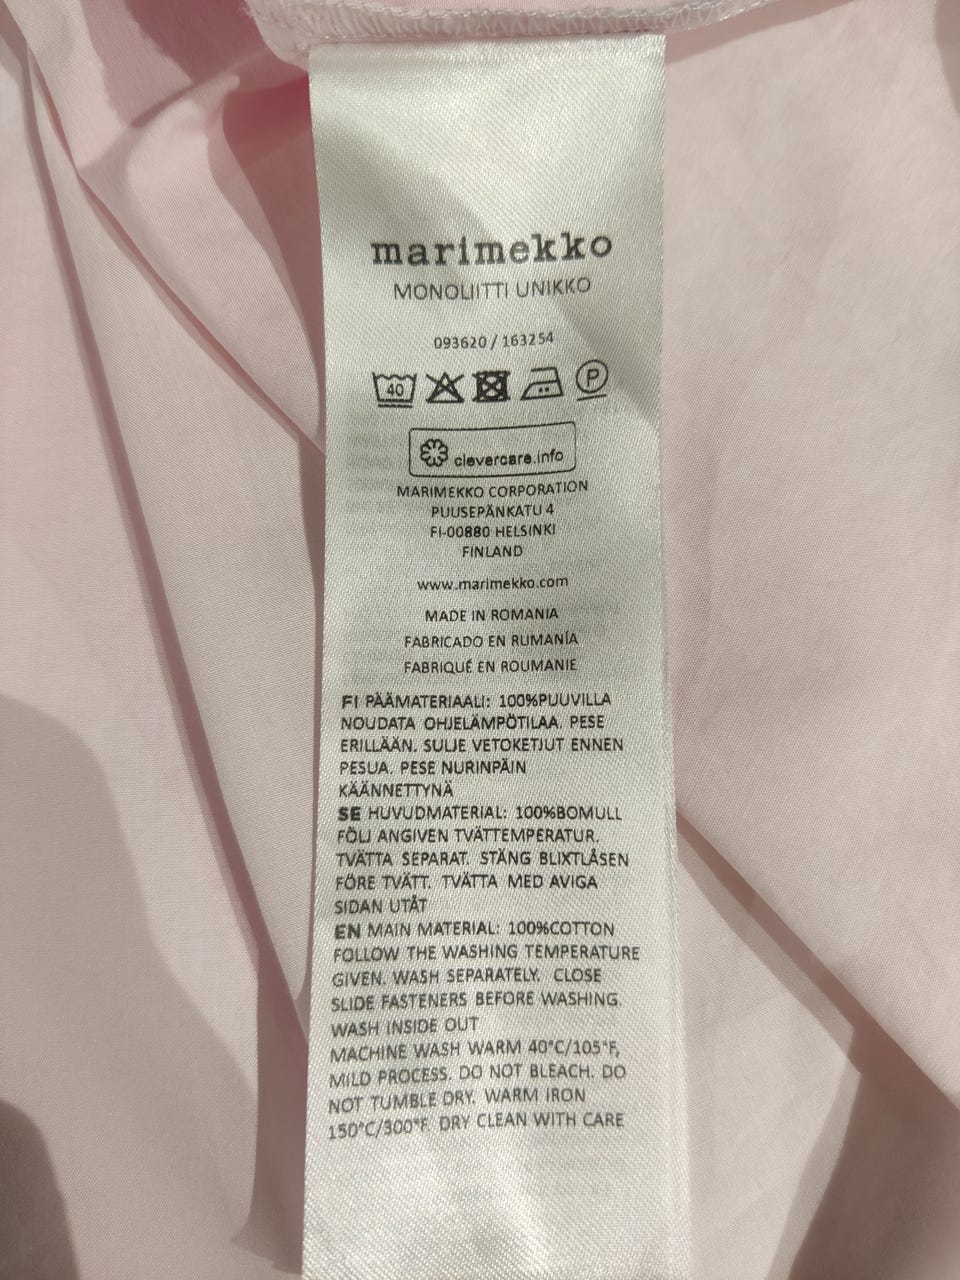 marimekko
MONOLIITTI UNIKKO
093620 / 163254
40 P
clevercare.info
MARIMEKKO CORPORATION
PUUSEPÄNKATU 4
FI-00880 HELSINKI
FINLAND
www.marimekko.com
MADE IN ROMANIA
FABRICADO EN RUMANÍA
FABRIQUÉ EN ROUMANIE
FI PÄÄMATERIAALI: 100%PUUVILLA
NOUDATA OHJELÄMPÖTILAA. PESE
ERILLÄÄN. SULJE VETOKETJUT ENNEN
PESUA. PESE NURINPÄIN
KÄÄNNETTYNÄ
SE HUVUDMATERIAL: 100%BOMULL
FÖLJ ANGIVEN TVÄTTEMPERATUR.
TVÄTTA SEPARAT. STÄNG BLIXTLÅSEN
FÖRE TVÄTT. TVÄTTA MED AVIGA
SIDAN UTÅT
EN MAIN MATERIAL: 100%COTTON
FOLLOW THE WASHING TEMPERATURE
GIVEN. WASH SEPARATELY. CLOSE
SLIDE FASTENERS BEFORE WASHING.
WASH INSIDE OUT
MACHINE WASH WARM 40°C/105°F,
MILD PROCESS. DO NOT BLEACH. DO
NOT TUMBLE DRY. WARM IRON
150°C/300°F. DRY CLEAN WITH CARE